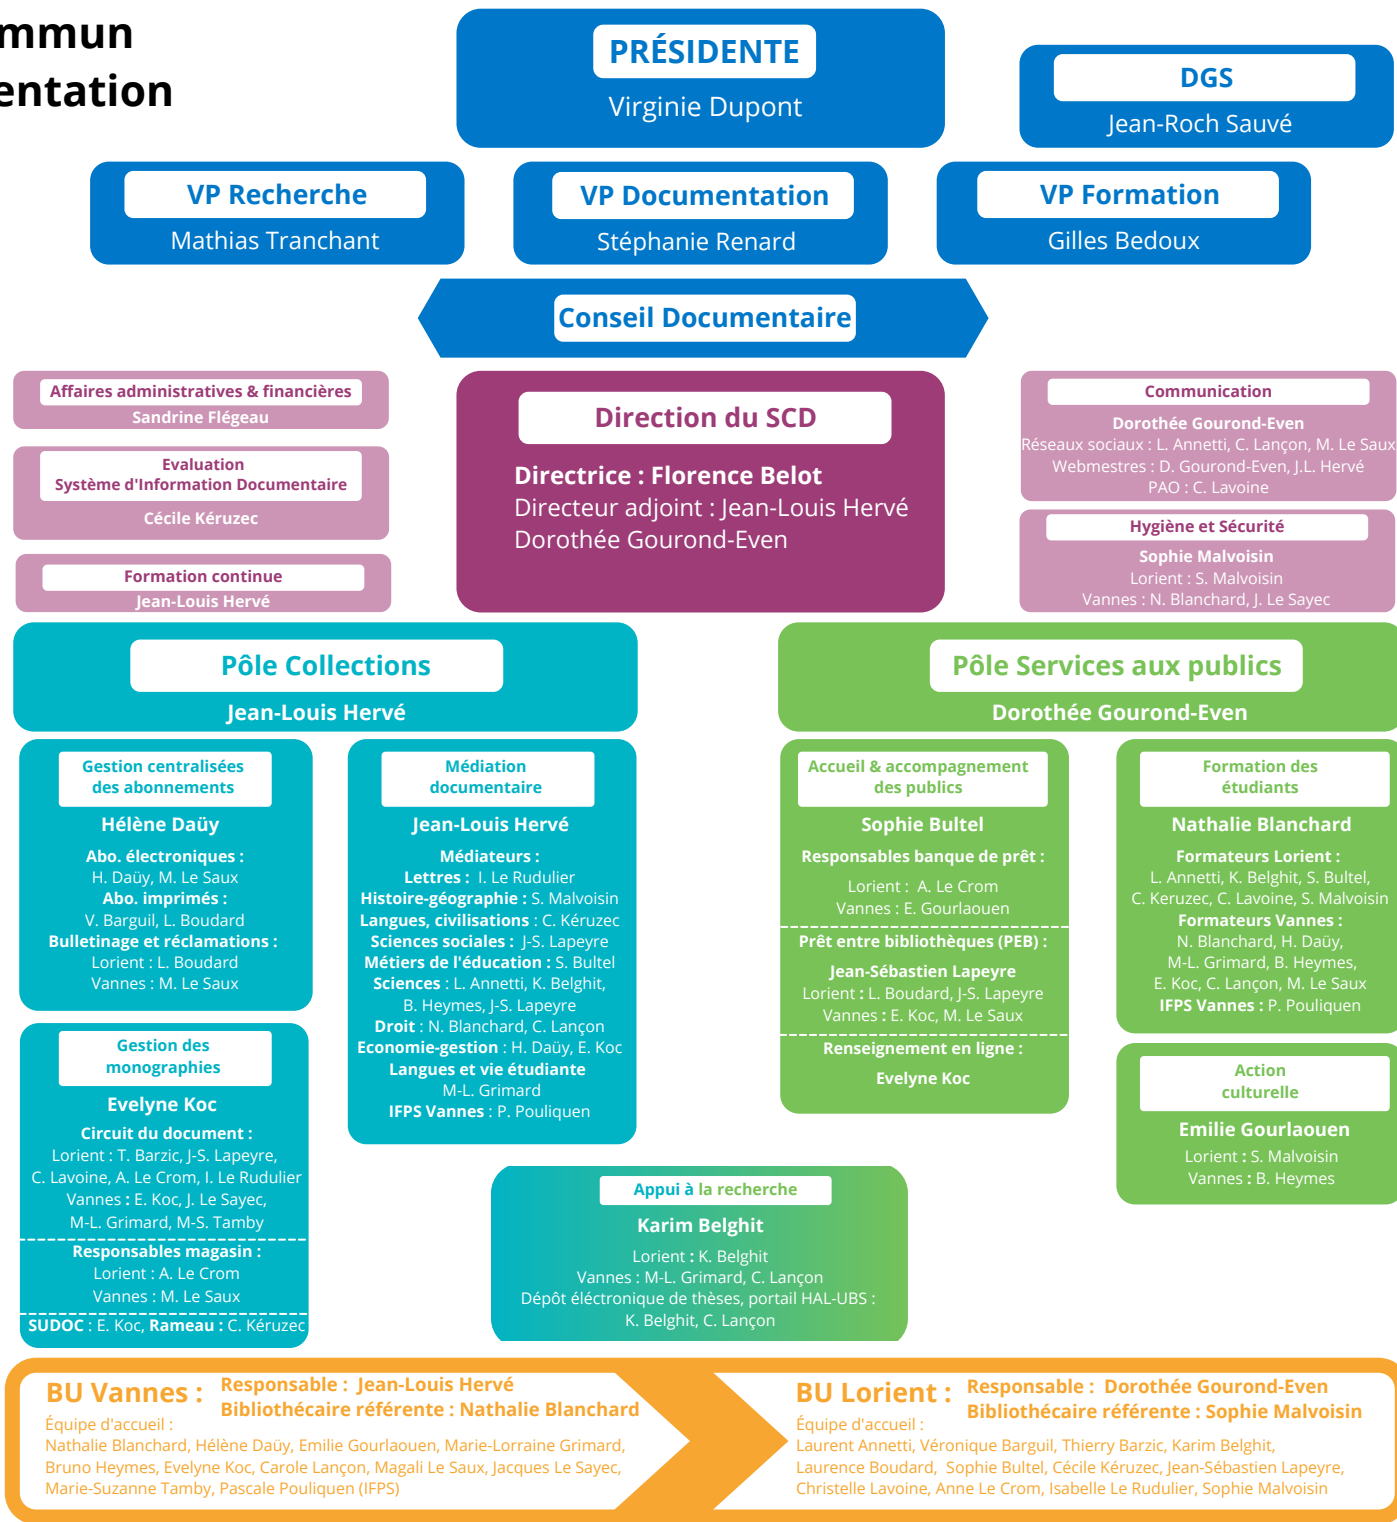 mmun
entation
PRÉSIDENTE
Virginie Dupont
DGS
Jean-Roch Sauvé
VP Recherche
Mathias Tranchant
VP Documentation
Stéphanie Renard
VP Formation
Gilles Bedoux
Conseil Documentaire
Affaires administratives & financières
Sandrine Flégeau
Evaluation
Système d'Information Documentaire
Cécile Kéruzec
Formation continue
Jean-Louis Hervé
Direction du SCD
Directrice : Florence Belot
Directeur adjoint : Jean-Louis Hervé
Dorothée Gourond-Even
Communication
Dorothée Gourond-Even
Réseaux sociaux : L. Annetti, C. Lançon, M. Le Saux
Webmestres : D. Gourond-Even, J.L. Hervé
PAO : C. Lavoine
Hygiène et Sécurité
Sophie Malvoisin
Lorient : S. Malvoisin
Vannes : N. Blanchard, J. Le Sayec
Pôle Collections
Jean-Louis Hervé
Gestion centralisées
des abonnements
Hélène Daüy
Abo. électroniques :
H. Daüy, M. Le Saux
Abo. imprimés :
V. Barguil, L. Boudard
Bulletinage et réclamations :
Lorient : L. Boudard
Vannes : M. Le Saux
Gestion des
monographies
Evelyne Koc
Circuit du document :
Lorient : T. Barzic, J-S. Lapeyre,
C. Lavoine, A. Le Crom, I. Le Rudulier
Vannes : E. Koc, J. Le Sayec,
M-L. Grimard, M-S. Tamby
Responsables magasin :
Lorient : A. Le Crom
Vannes : M. Le Saux
SUDOC : E. Koc, Rameau : C. Kéruzec
Médiation
documentaire
Jean-Louis Hervé
Médiateurs :
Lettres : I. Le Rudulier
Histoire-géographie : S. Malvoisin
Langues, civilisations : C. Kéruzec
Sciences sociales : J-S. Lapeyre
Métiers de l'éducation : S. Bultel
Sciences : L. Annetti, K. Belghit,
B. Heymes, J-S. Lapeyre
Droit : N. Blanchard, C. Lançon
Economie-gestion : H. Daüy, E. Koc
Langues et vie étudiante
M-L. Grimard
IFPS Vannes : P. Pouliquen
Pôle Services aux publics
Dorothée Gourond-Even
Accueil & accompagnement
des publics
Sophie Bultel
Responsables banque de prêt :
Lorient : A. Le Crom
Vannes : E. Gourlaouen
Prêt entre bibliothèques (PEB) :
Jean-Sébastien Lapeyre
Lorient : L. Boudard, J-S. Lapeyre
Vannes : E. Koc, M. Le Saux
Renseignement en ligne :
Evelyne Koc
Formation des
étudiants
Nathalie Blanchard
Formateurs Lorient :
L. Annetti, K. Belghit, S. Bultel,
C. Keruzec, C. Lavoine, S. Malvoisin
Formateurs Vannes :
N. Blanchard, H. Daüy,
M-L. Grimard, B. Heymes,
E. Koc, C. Lançon, M. Le Saux
IFPS Vannes : P. Pouliquen
Action
culturelle
Emilie Gourlaouen
Lorient : S. Malvoisin
Vannes : B. Heymes
Appui à la recherche
Karim Belghit
Lorient : K. Belghit
Vannes : M-L. Grimard, C. Lançon
Dépôt éléctronique de thèses, portail HAL-UBS :
K. Belghit, C. Lançon
BU Vannes :
Responsable : Jean-Louis Hervé
Bibliothécaire référente : Nathalie Blanchard
Équipe d'accueil :
Nathalie Blanchard, Hélène Daüy, Emilie Gourlaouen, Marie-Lorraine Grimard,
Bruno Heymes, Evelyne Koc, Carole Lançon, Magali Le Saux, Jacques Le Sayec,
Marie-Suzanne Tamby, Pascale Pouliquen (IFPS)
BU Lorient :
Responsable : Dorothée Gourond-Even
Bibliothécaire référente : Sophie Malvoisin
Équipe d'accueil :
Laurent Annetti, Véronique Barguil, Thierry Barzic, Karim Belghit,
Laurence Boudard, Sophie Bultel, Cécile Kéruzec, Jean-Sébastien Lapeyre,
Christelle Lavoine, Anne Le Crom, Isabelle Le Rudulier, Sophie Malvoisin